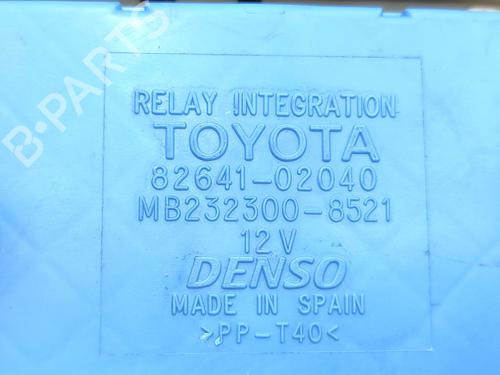 RELAY INTEGRATION
TOYOTA
82641-02040
MB232300-8521
12V
DENSO
MADE IN SPAIN
>PP-T40<
B-PARTS